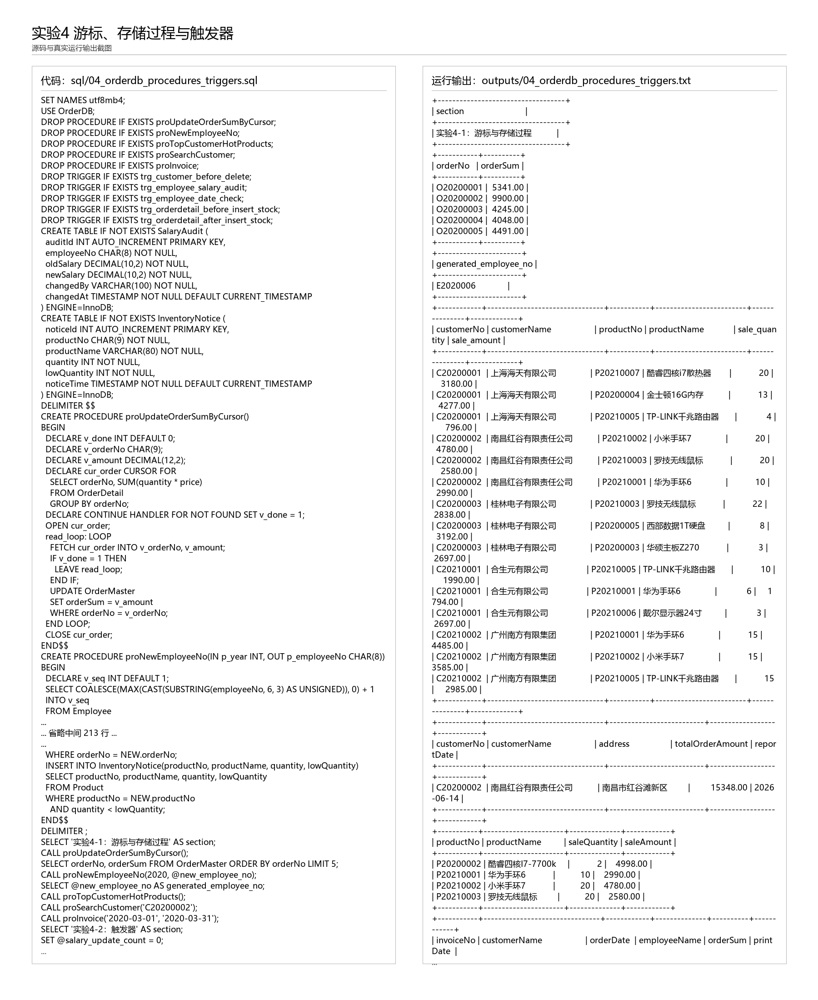 实验4 游标、存储过程与触发器
源码与真实运行输出截图
代码：sql/04_orderdb_procedures_triggers.sql
SET NAMES utf8mb4;
USE OrderDB;
DROP PROCEDURE IF EXISTS proUpdateOrderSumByCursor;
DROP PROCEDURE IF EXISTS proNewEmployeeNo;
DROP PROCEDURE IF EXISTS proTopCustomerHotProducts;
DROP PROCEDURE IF EXISTS proSearchCustomer;
DROP PROCEDURE IF EXISTS proInvoice;
DROP TRIGGER IF EXISTS trg_customer_before_delete;
DROP TRIGGER IF EXISTS trg_employee_salary_audit;
DROP TRIGGER IF EXISTS trg_employee_date_check;
DROP TRIGGER IF EXISTS trg_orderdetail_before_insert_stock;
DROP TRIGGER IF EXISTS trg_orderdetail_after_insert_stock;
CREATE TABLE IF NOT EXISTS SalaryAudit (
  auditId INT AUTO_INCREMENT PRIMARY KEY,
  employeeNo CHAR(8) NOT NULL,
  oldSalary DECIMAL(10,2) NOT NULL,
  newSalary DECIMAL(10,2) NOT NULL,
  changedBy VARCHAR(100) NOT NULL,
  changedAt TIMESTAMP NOT NULL DEFAULT CURRENT_TIMESTAMP
) ENGINE=InnoDB;
CREATE TABLE IF NOT EXISTS InventoryNotice (
  noticeId INT AUTO_INCREMENT PRIMARY KEY,
  productNo CHAR(9) NOT NULL,
  productName VARCHAR(80) NOT NULL,
  quantity INT NOT NULL,
  lowQuantity INT NOT NULL,
  noticeTime TIMESTAMP NOT NULL DEFAULT CURRENT_TIMESTAMP
) ENGINE=InnoDB;
DELIMITER $$
CREATE PROCEDURE proUpdateOrderSumByCursor()
BEGIN
  DECLARE v_done INT DEFAULT 0;
  DECLARE v_orderNo CHAR(9);
  DECLARE v_amount DECIMAL(12,2);
  DECLARE cur_order CURSOR FOR
    SELECT orderNo, SUM(quantity * price)
    FROM OrderDetail
    GROUP BY orderNo;
  DECLARE CONTINUE HANDLER FOR NOT FOUND SET v_done = 1;
  OPEN cur_order;
  read_loop: LOOP
    FETCH cur_order INTO v_orderNo, v_amount;
    IF v_done = 1 THEN
      LEAVE read_loop;
    END IF;
    UPDATE OrderMaster
    SET orderSum = v_amount
    WHERE orderNo = v_orderNo;
  END LOOP;
  CLOSE cur_order;
END$$
CREATE PROCEDURE proNewEmployeeNo(IN p_year INT, OUT p_employeeNo CHAR(8))
BEGIN
  DECLARE v_seq INT DEFAULT 1;
  SELECT COALESCE(MAX(CAST(SUBSTRING(employeeNo, 6, 3) AS UNSIGNED)), 0) + 1
  INTO v_seq
  FROM Employee
...
... 省略中间 213 行 ...
...
  WHERE orderNo = NEW.orderNo;
  INSERT INTO InventoryNotice(productNo, productName, quantity, lowQuantity)
  SELECT productNo, productName, quantity, lowQuantity
  FROM Product
  WHERE productNo = NEW.productNo
    AND quantity < lowQuantity;
END$$
DELIMITER ;
SELECT '实验4-1：游标与存储过程' AS section;
CALL proUpdateOrderSumByCursor();
SELECT orderNo, orderSum FROM OrderMaster ORDER BY orderNo LIMIT 5;
CALL proNewEmployeeNo(2020, @new_employee_no);
SELECT @new_employee_no AS generated_employee_no;
CALL proTopCustomerHotProducts();
CALL proSearchCustomer('C20200002');
CALL proInvoice('2020-03-01', '2020-03-31');
SELECT '实验4-2：触发器' AS section;
SET @salary_update_count = 0;
...
运行输出：outputs/04_orderdb_procedures_triggers.txt
+-----------------------------------+
| section                           |
+-----------------------------------+
| 实验4-1：游标与存储过程           |
+-----------------------------------+
+-----------+----------+
| orderNo   | orderSum |
+-----------+----------+
| O20200001 |  5341.00 |
| O20200002 |  9900.00 |
| O20200003 |  4245.00 |
| O20200004 |  4048.00 |
| O20200005 |  4491.00 |
+-----------+----------+
+-----------------------+
| generated_employee_no |
+-----------------------+
| E2020006              |
+-----------------------+
+------------+--------------------------------+-----------+-------------------------+------
---------+-------------+
| customerNo | customerName                   | productNo | productName             | sale_quan
tity | sale_amount |
+------------+--------------------------------+-----------+-------------------------+------
---------+-------------+
| C20200001  | 上海海天有限公司               | P20210007 | 酷睿四核i7散热器        |            20 |
    3180.00 |
| C20200001  | 上海海天有限公司               | P20200004 | 金士顿16G内存           |            13 |
   4277.00 |
| C20200001  | 上海海天有限公司               | P20210005 | TP-LINK千兆路由器       |             4 |
      796.00 |
| C20200002  | 南昌红谷有限责任公司           | P20210002 | 小米手环7               |            20 |
  4780.00 |
| C20200002  | 南昌红谷有限责任公司           | P20210003 | 罗技无线鼠标            |            20 |
    2580.00 |
| C20200002  | 南昌红谷有限责任公司           | P20210001 | 华为手环6               |            10 |
  2990.00 |
| C20200003  | 桂林电子有限公司               | P20210003 | 罗技无线鼠标            |            22 |
 2838.00 |
| C20200003  | 桂林电子有限公司               | P20200005 | 西部数据1T硬盘          |             8 |
  3192.00 |
| C20200003  | 桂林电子有限公司               | P20200003 | 华硕主板Z270            |             3 |
 2697.00 |
| C20210001  | 合生元有限公司                 | P20210005 | TP-LINK千兆路由器       |            10 |
     1990.00 |
| C20210001  | 合生元有限公司                 | P20210001 | 华为手环6               |             6 |     1
794.00 |
| C20210001  | 合生元有限公司                 | P20210006 | 戴尔显示器24寸          |             3 |
 2697.00 |
| C20210002  | 广州南方有限集团               | P20210001 | 华为手环6               |            15 |
4485.00 |
| C20210002  | 广州南方有限集团               | P20210002 | 小米手环7               |            15 |
3585.00 |
| C20210002  | 广州南方有限集团               | P20210005 | TP-LINK千兆路由器       |            15
|     2985.00 |
+------------+--------------------------------+-----------+-------------------------+------
---------+-------------+
+------------+--------------------------------+--------------------------+------------------
+------------+
| customerNo | customerName                   | address                  | totalOrderAmount | repor
tDate |
+------------+--------------------------------+--------------------------+------------------
+------------+
| C20200002  | 南昌红谷有限责任公司           | 南昌市红谷滩新区         |         15348.00 | 2026
-06-14 |
+------------+--------------------------------+--------------------------+------------------
+------------+
+-----------+----------------------+--------------+------------+
| productNo | productName          | saleQuantity | saleAmount |
+-----------+----------------------+--------------+------------+
| P20200002 | 酷睿四核I7-7700k     |            2 |    4998.00 |
| P20210001 | 华为手环6            |           10 |    2990.00 |
| P20210002 | 小米手环7            |           20 |    4780.00 |
| P20210003 | 罗技无线鼠标         |           20 |    2580.00 |
+-----------+----------------------+--------------+------------+
+-----------+--------------------------------+------------+--------------+----------+------
------+
| invoiceNo | customerName                   | orderDate  | employeeName | orderSum | print
Date  |
...